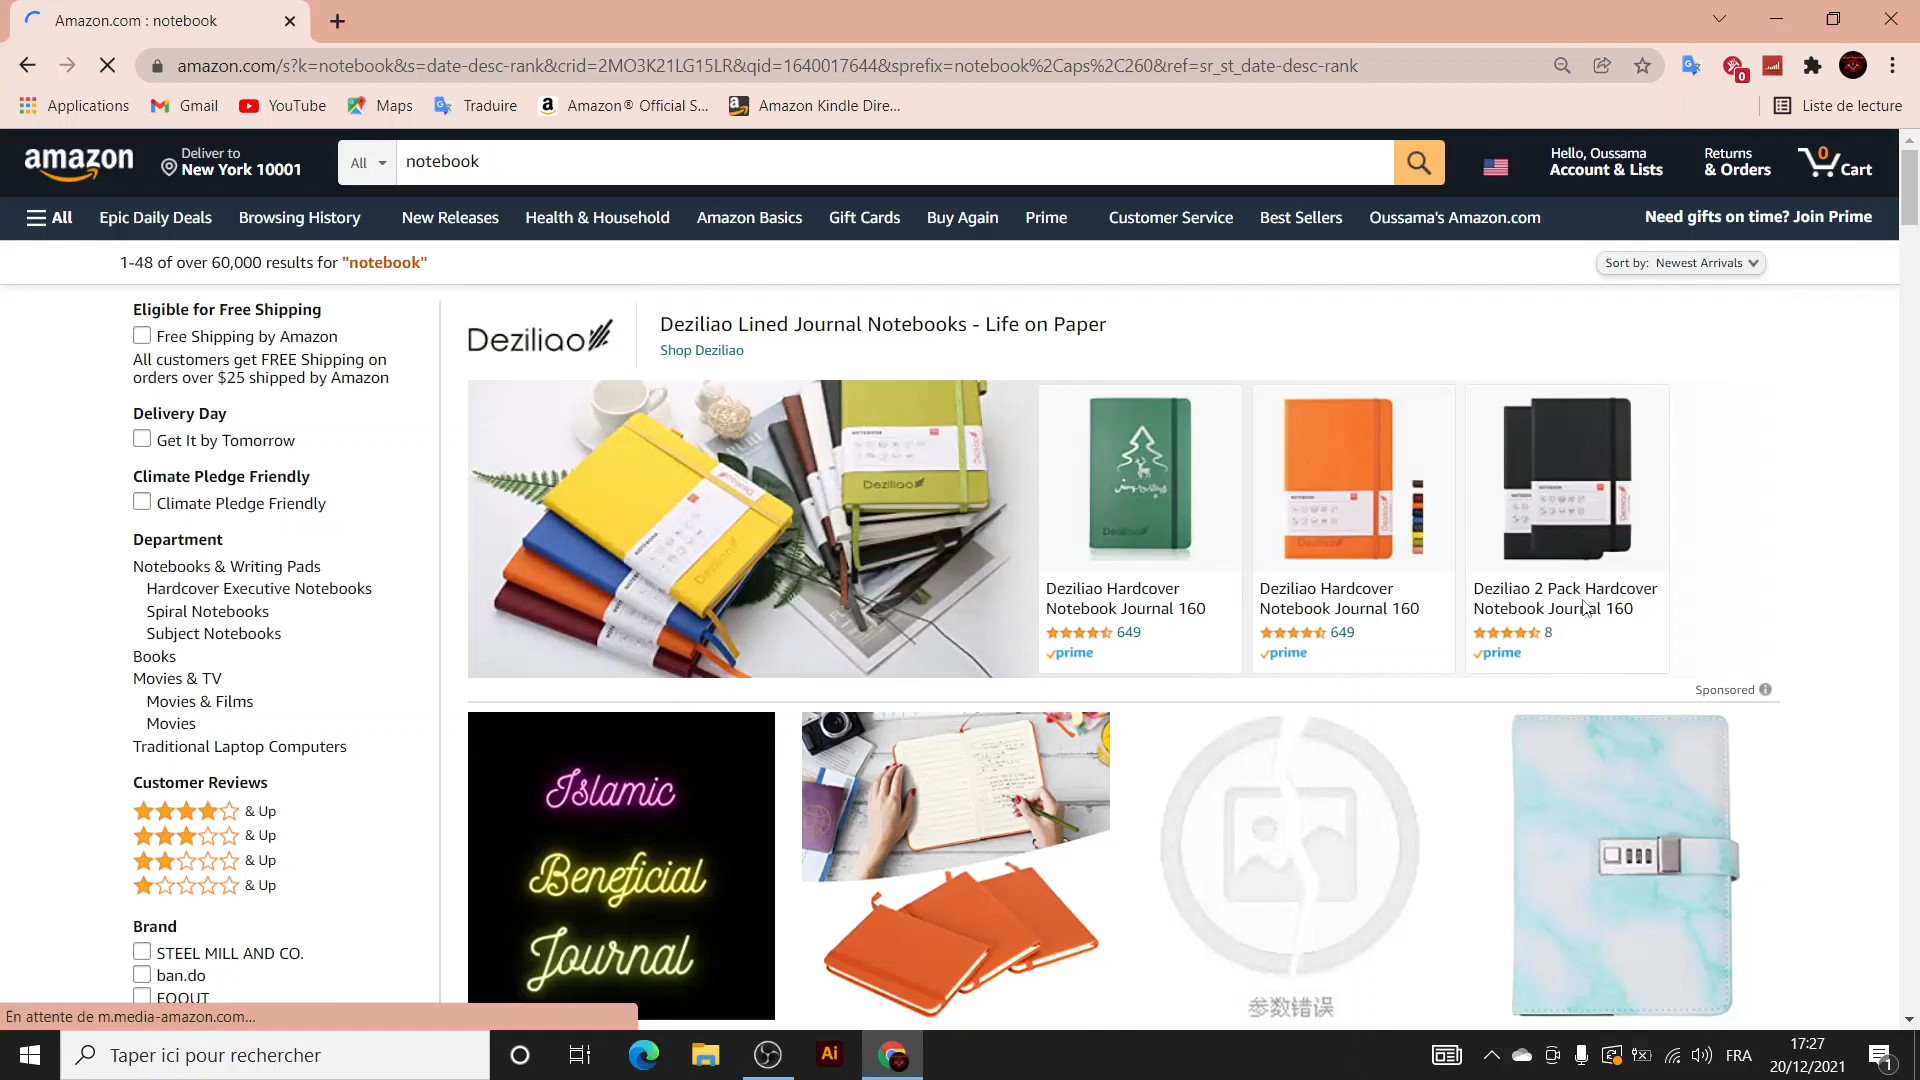 Amazon.com : notebook
amazon.com/s?k=notebook&s=date-desc-rank&crid=2MO3K21LG15LR&qid=1640017644&sprefix=notebook%2Caps%2C260&ref=sr_st_date-desc-rank
0
Applications
Gmail
YouTube
Maps
Traduire
Amazon® Official S...
Amazon Kindle Dire...
Liste de lecture
amazon
Deliver to
New York 10001
All
notebook
Hello, Oussama
Account & Lists
Returns
& Orders
0
Cart
All
Epic Daily Deals
Browsing History
New Releases
Health & Household
Amazon Basics
Gift Cards
Buy Again
Prime
Customer Service
Best Sellers
Oussama's Amazon.com
Need gifts on time? Join Prime
1-48 of over 60,000 results for "notebook"
Sort by: Newest Arrivals
Eligible for Free Shipping
Free Shipping by Amazon
All customers get FREE Shipping on
orders over $25 shipped by Amazon
Delivery Day
Get It by Tomorrow
Climate Pledge Friendly
Climate Pledge Friendly
Department
Notebooks & Writing Pads
Hardcover Executive Notebooks
Spiral Notebooks
Subject Notebooks
Books
Movies & TV
Movies & Films
Movies
Traditional Laptop Computers
Customer Reviews
& Up
& Up
& Up
& Up
Brand
STEEL MILL AND CO.
ban.do
EOOUT
Deziliao
Deziliao Lined Journal Notebooks - Life on Paper
Shop Deziliao
Deziliao
NOTEBOOK
Deziliao Hardcover
Notebook Journal 160
649
prime
Deziliao Hardcover
Notebook Journal 160
649
prime
Deziliao 2 Pack Hardcover
Notebook Journal 160
8
prime
Sponsored
Islamic
Beneficial
Journal
参数错误
En attente de m.media-amazon.com...
Taper ici pour rechercher
Ai
FRA
17:27
20/12/2021
1